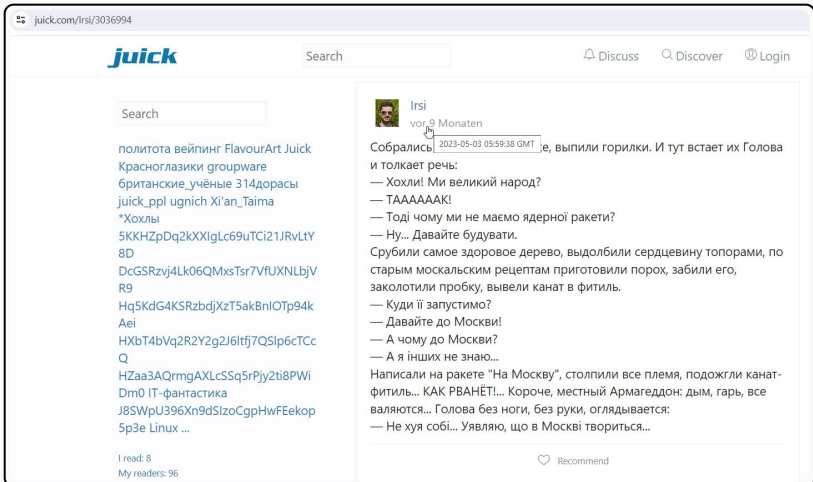 juick.com/Irsi/3036994
juick
Search
Discuss
Discover
Login
Search
политота вейпинг FlavourArt Juick
Красноглазики groupware
британские_учёные 314дорасы
juick_ppl ugnich Xi'an_Taima
*Хохлы
5KKHZpDq2kXXIgLc69uTCi21JRvLtY
8D
DcGSRzvj4Lk06QMxsTsr7VfUXNLbjV
R9
Hq5KdG4KSRzbdjXzT5akBnIOTp94k
Aei
HXbT4bVq2R2Y2g2J6ltfj7QSlp6cTCc
Q
HZaa3AQrmgAXLcSSq5rPjy2ti8PWi
Dm0 IT-фантастика
J8SWpU396Xn9dSIzoCgpHwFEekop
5p3e Linux ...
I read: 8
My readers: 96
Irsi
vor 9 Monaten
2023-05-03 05:59:38 GMT
Собрались е, выпили горилки. И тут встает их Голова
и толкает речь:
— Хохли! Ми великий народ?
— ТААААААК!
— Тоді чому ми не маємо ядерної ракети?
— Ну... Давайте будувати.
Срубили самое здоровое дерево, выдолбили сердцевину топорами, по
старым москальским рецептам приготовили порох, забили его,
заколотили пробку, вывели канат в фитиль.
— Куди її запустимо?
— Давайте до Москви!
— А чому до Москви?
— А я інших не знаю...
Написали на ракете "На Москву", столпили все племя, подожгли канат-
фитиль... КАК РВАНЁТ!... Короче, местный Армагеддон: дым, гарь, все
валяются... Голова без ноги, без руки, оглядывается:
— Не хуя собі... Уявляю, що в Москві твориться...
Recommend